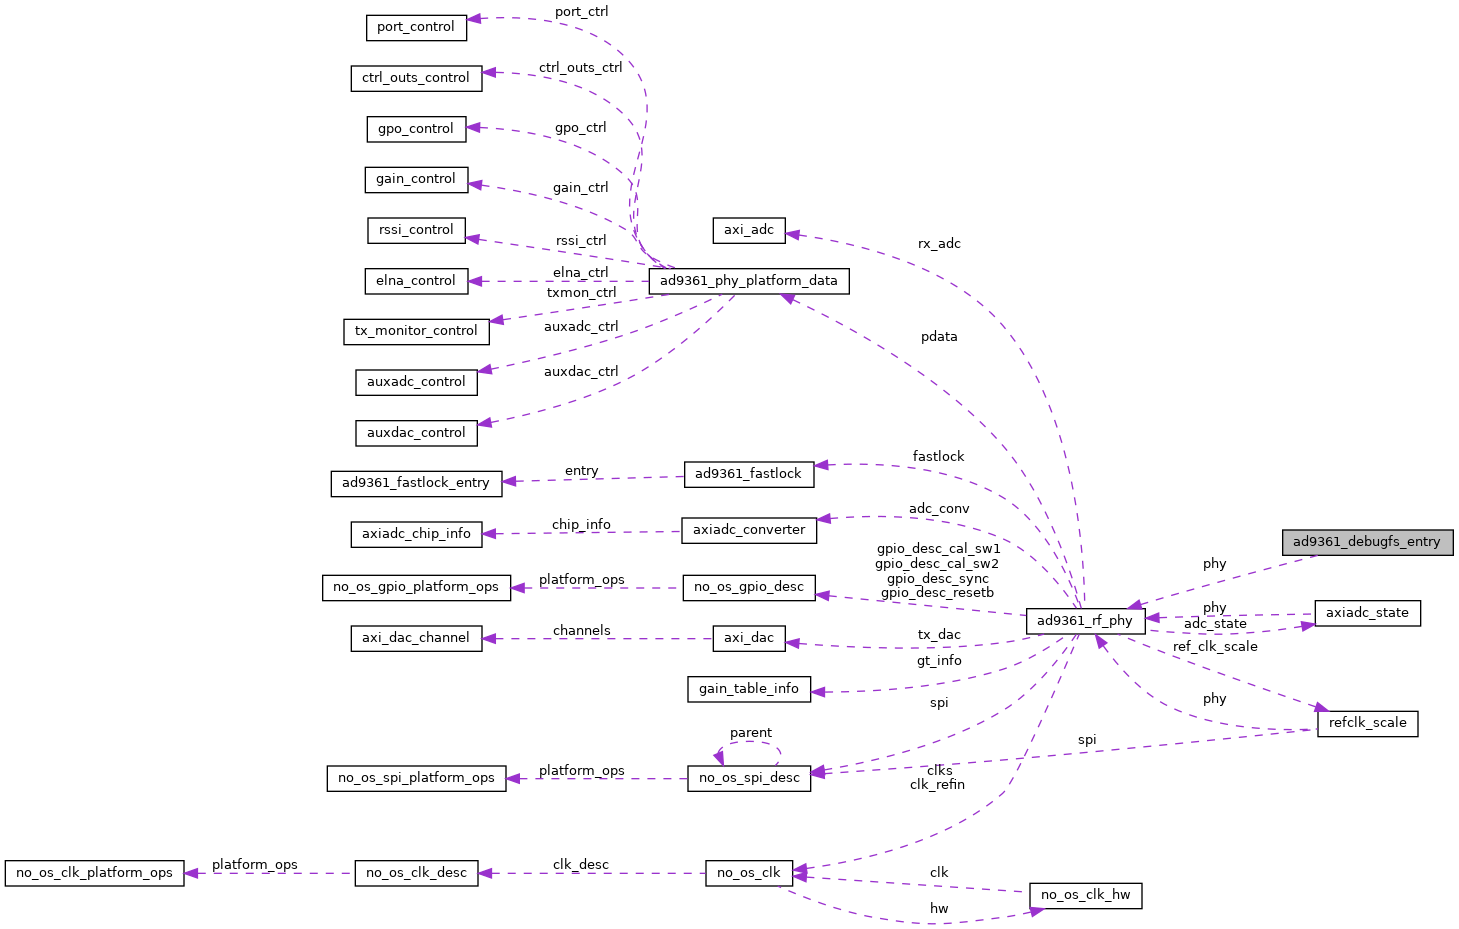 port_ctrl
port_control
ctrl_outs_ctrl
ctrl_outs_control
gpo_ctrl
gpo_control
gain_ctrl
gain_control
rssi_ctrl
rssi_control
axi_adc
rx_adc
elna_ctrl
elna_control
ad9361_phy_platform_data
txmon_ctrl
tx_monitor_control
auxadc_ctrl
pdata
auxdac_ctrl
auxadc_control
auxdac_control
fastlock
entry
ad9361_fastlock
ad9361_fastlock_entry
adc_conv
chip_info
axiadc_converter
axiadc_chip_info
ad9361_debugfs_entry
gpio_desc_cal_sw1
gpio_desc_cal_sw2
gpio_desc_sync
gpio_desc_resetb
phy
platform_ops
no_os_gpio_desc
no_os_gpio_platform_ops
phy
axiadc_state
ad9361_rf_phy
adc_state
channels
tx_dac
axi_dac
axi_dac_channel
ref_clk_scale
gt_info
gain_table_info
spi
phy
refclk_scale
parent
spi
platform_ops
no_os_spi_desc
no_os_spi_platform_ops
clks
clk_refin
platform_ops
clk_desc
no_os_clk_platform_ops
no_os_clk_desc
no_os_clk
clk
no_os_clk_hw
hw